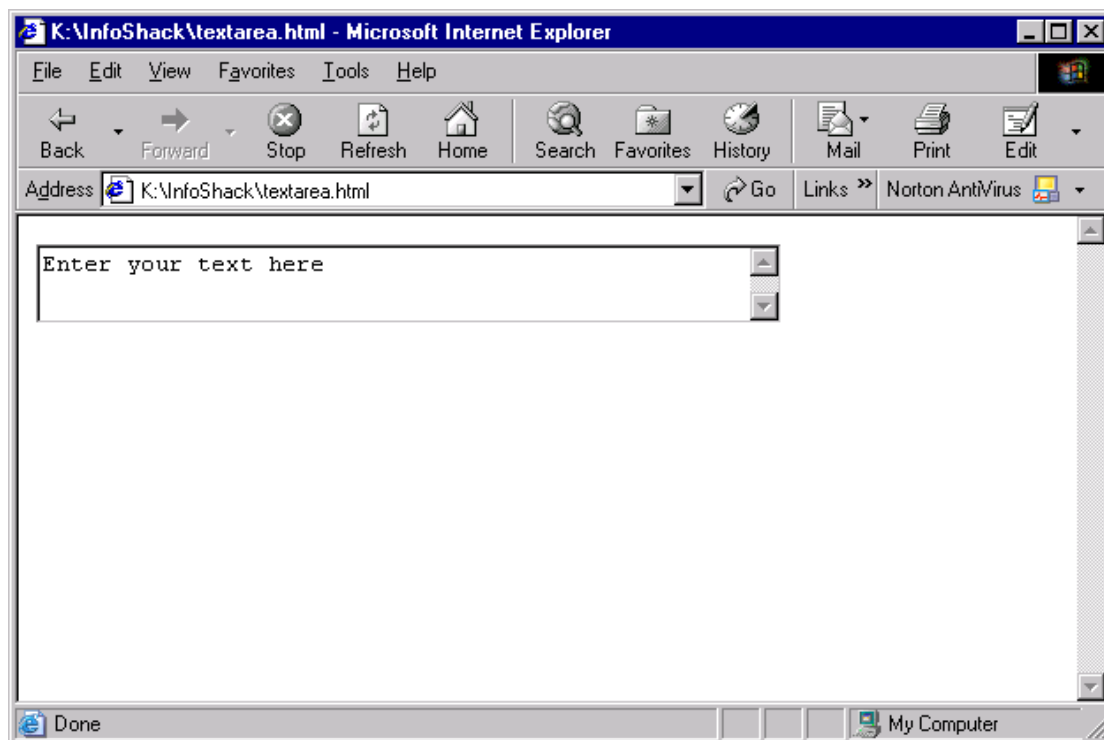 K:\InfoShack\textarea.html - Microsoft Internet Explorer
File Edit View Favorites Tools Help
Back Forward Stop Refresh Home Search Favorites History Mail Print Edit
Address K:\InfoShack\textarea.html Go Links » Norton AntiVirus
Enter your text here
Done My Computer